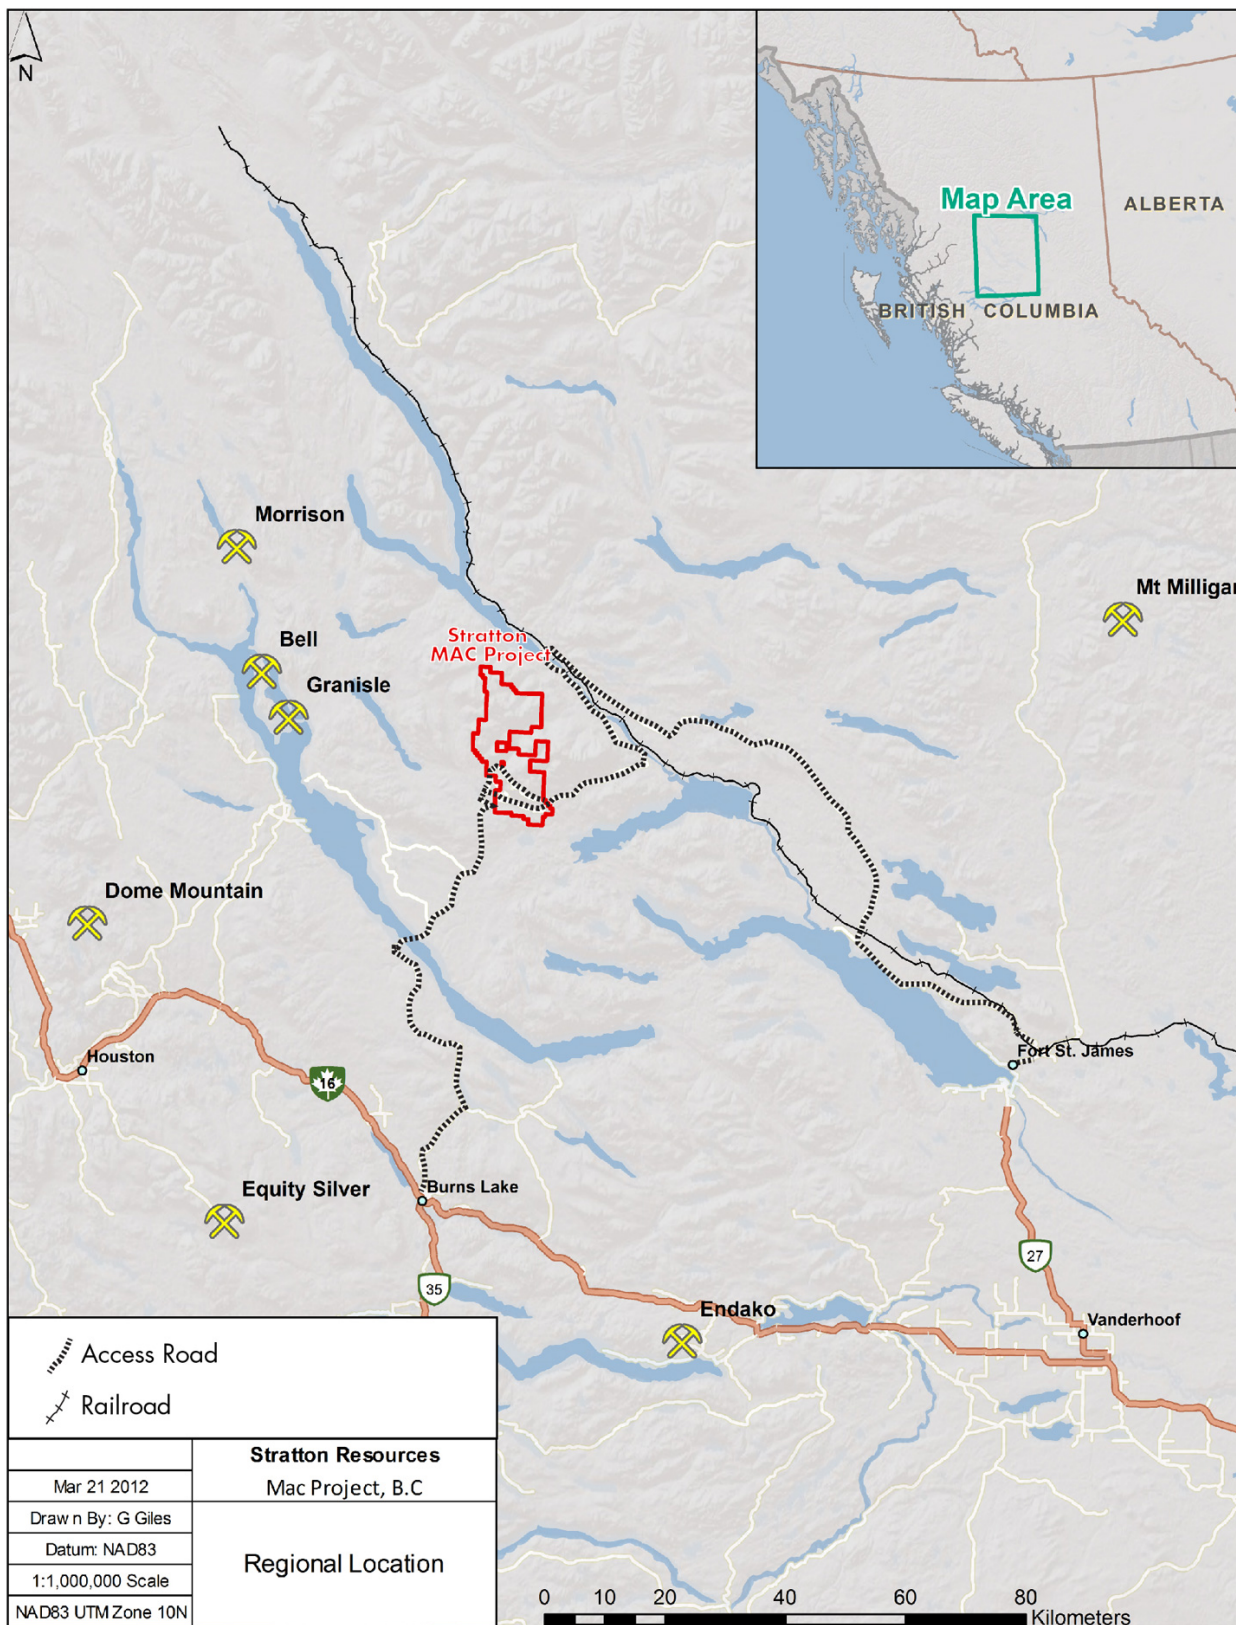 N
Map Area
ALBERTA
BRITISH COLUMBIA
Morrison
Mt Milligan
Stratton
MAC Project
Bell
Granisle
Dome Mountain
Houston
16
Fort St. James
Equity Silver
Burns Lake
27
35
Endako
Vanderhoof
Access Road
Railroad
Stratton Resources
Mar 21 2012
Mac Project, B.C
Drawn By: G Giles
Datum: NAD83
Regional Location
1:1,000,000 Scale
NAD83 UTM Zone 10N
0 10 20 40 60 80
Kilometers